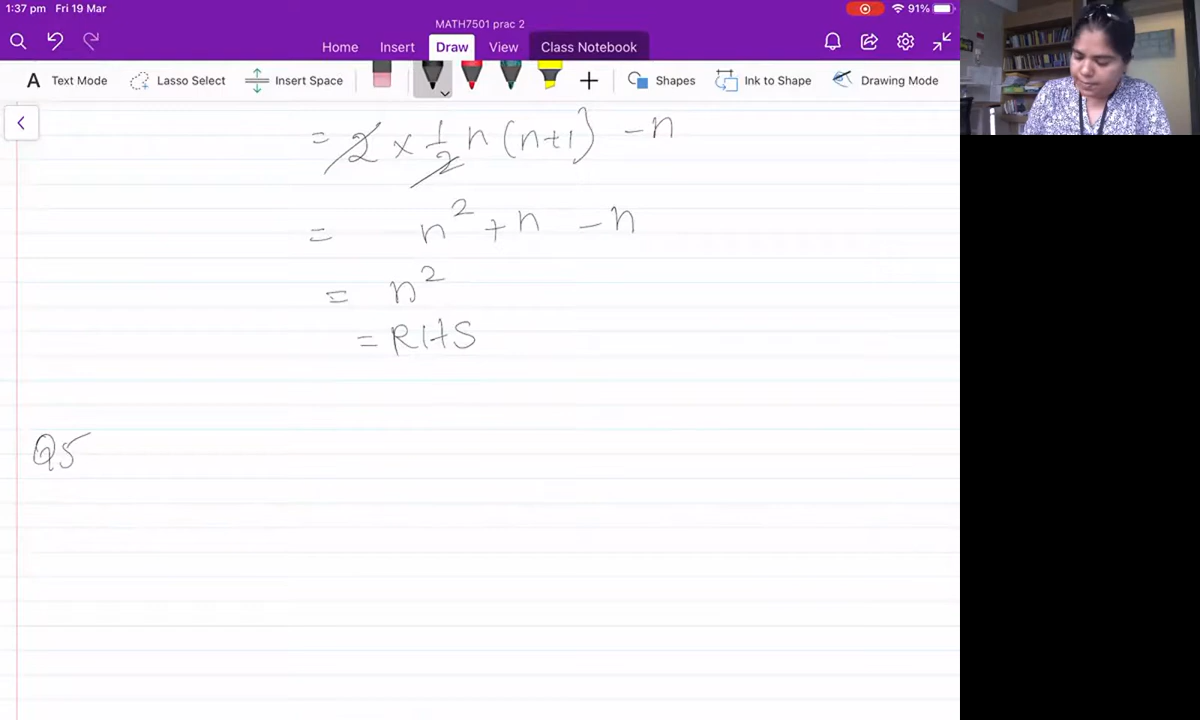 1:37 pm Fri 19 Mar
91%
MATH7501 prac 2
Home Insert Draw View Class Notebook
A Text Mode Lasso Select Insert Space Shapes Ink to Shape Drawing Mode
= 2 × 1/2 n (n+1) - n
= n² + n - n
= n²
= RHS
Q5